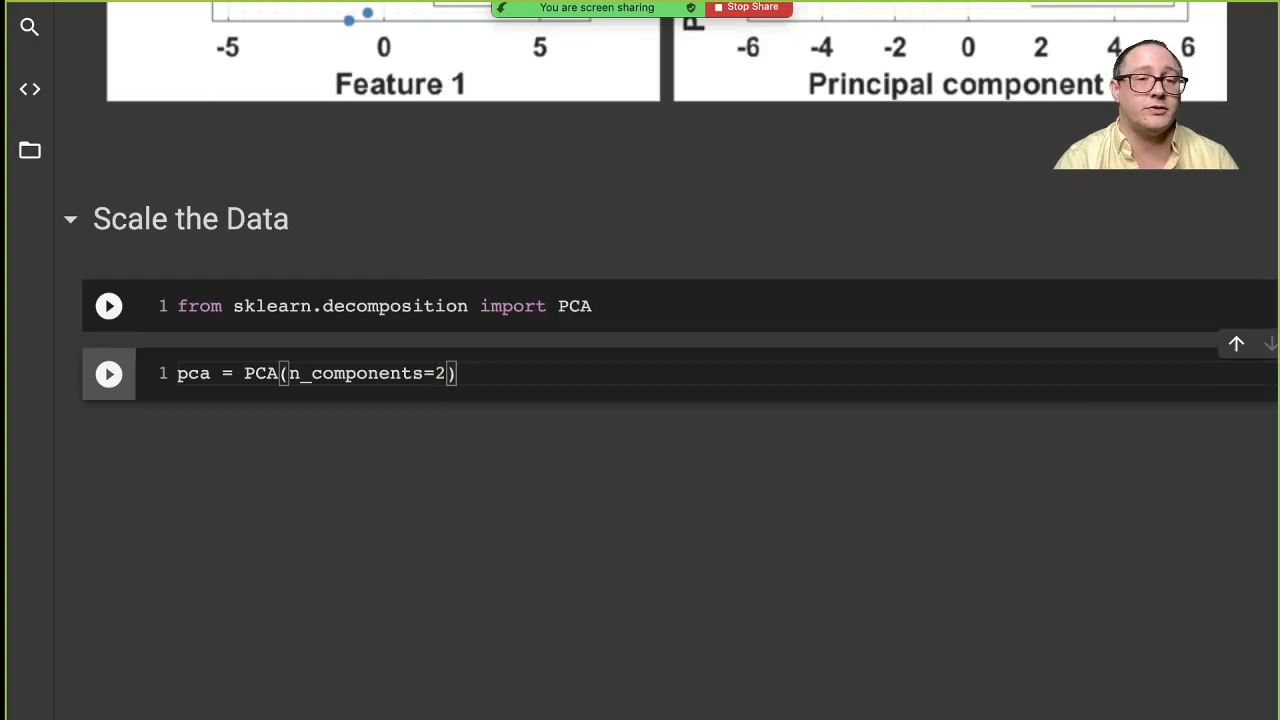 You are screen sharing Stop Share
-5 0 5
Feature 1
P
-6 -4 -2 0 2 4 6
Principal component
Scale the Data
1 from sklearn.decomposition import PCA
1 pca = PCA(n_components=2)